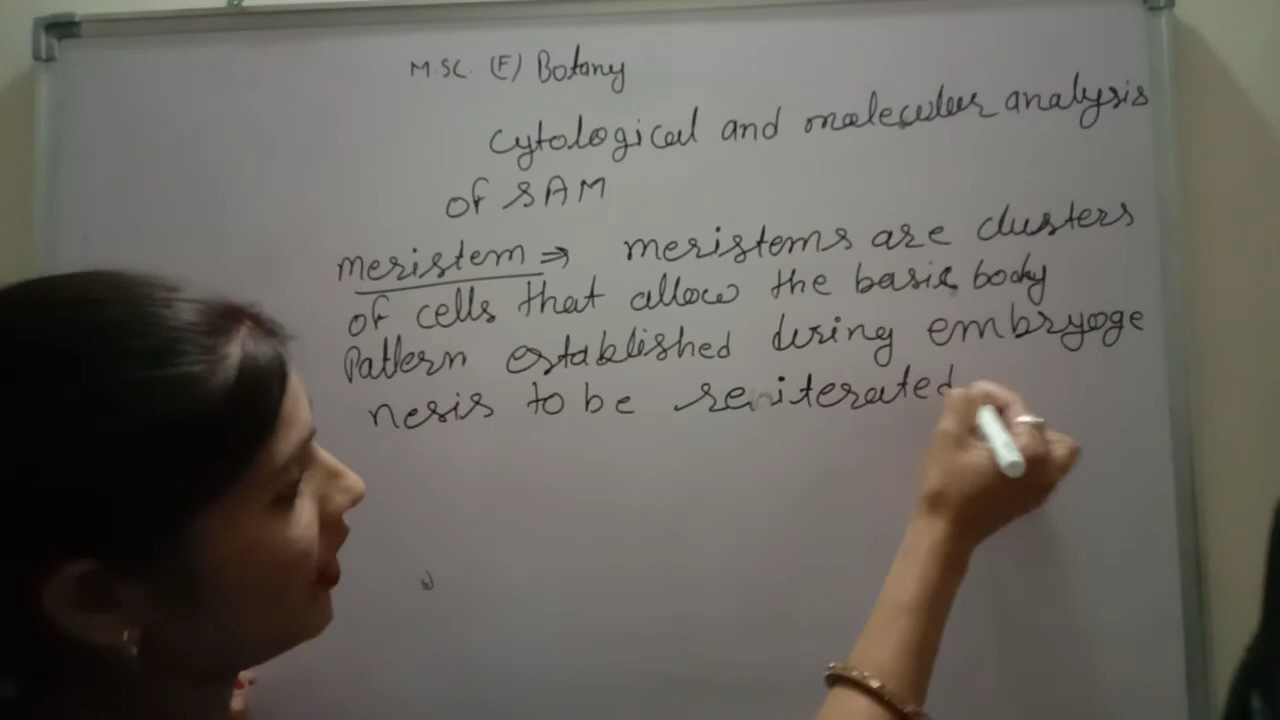 M.SC. (F) Botany
Cytological and molecular analysis
of SAM
meristem ⇒ meristems are clusters
of cells that allow the basic body
Pattern established during embryoge
nesis to be reiterated